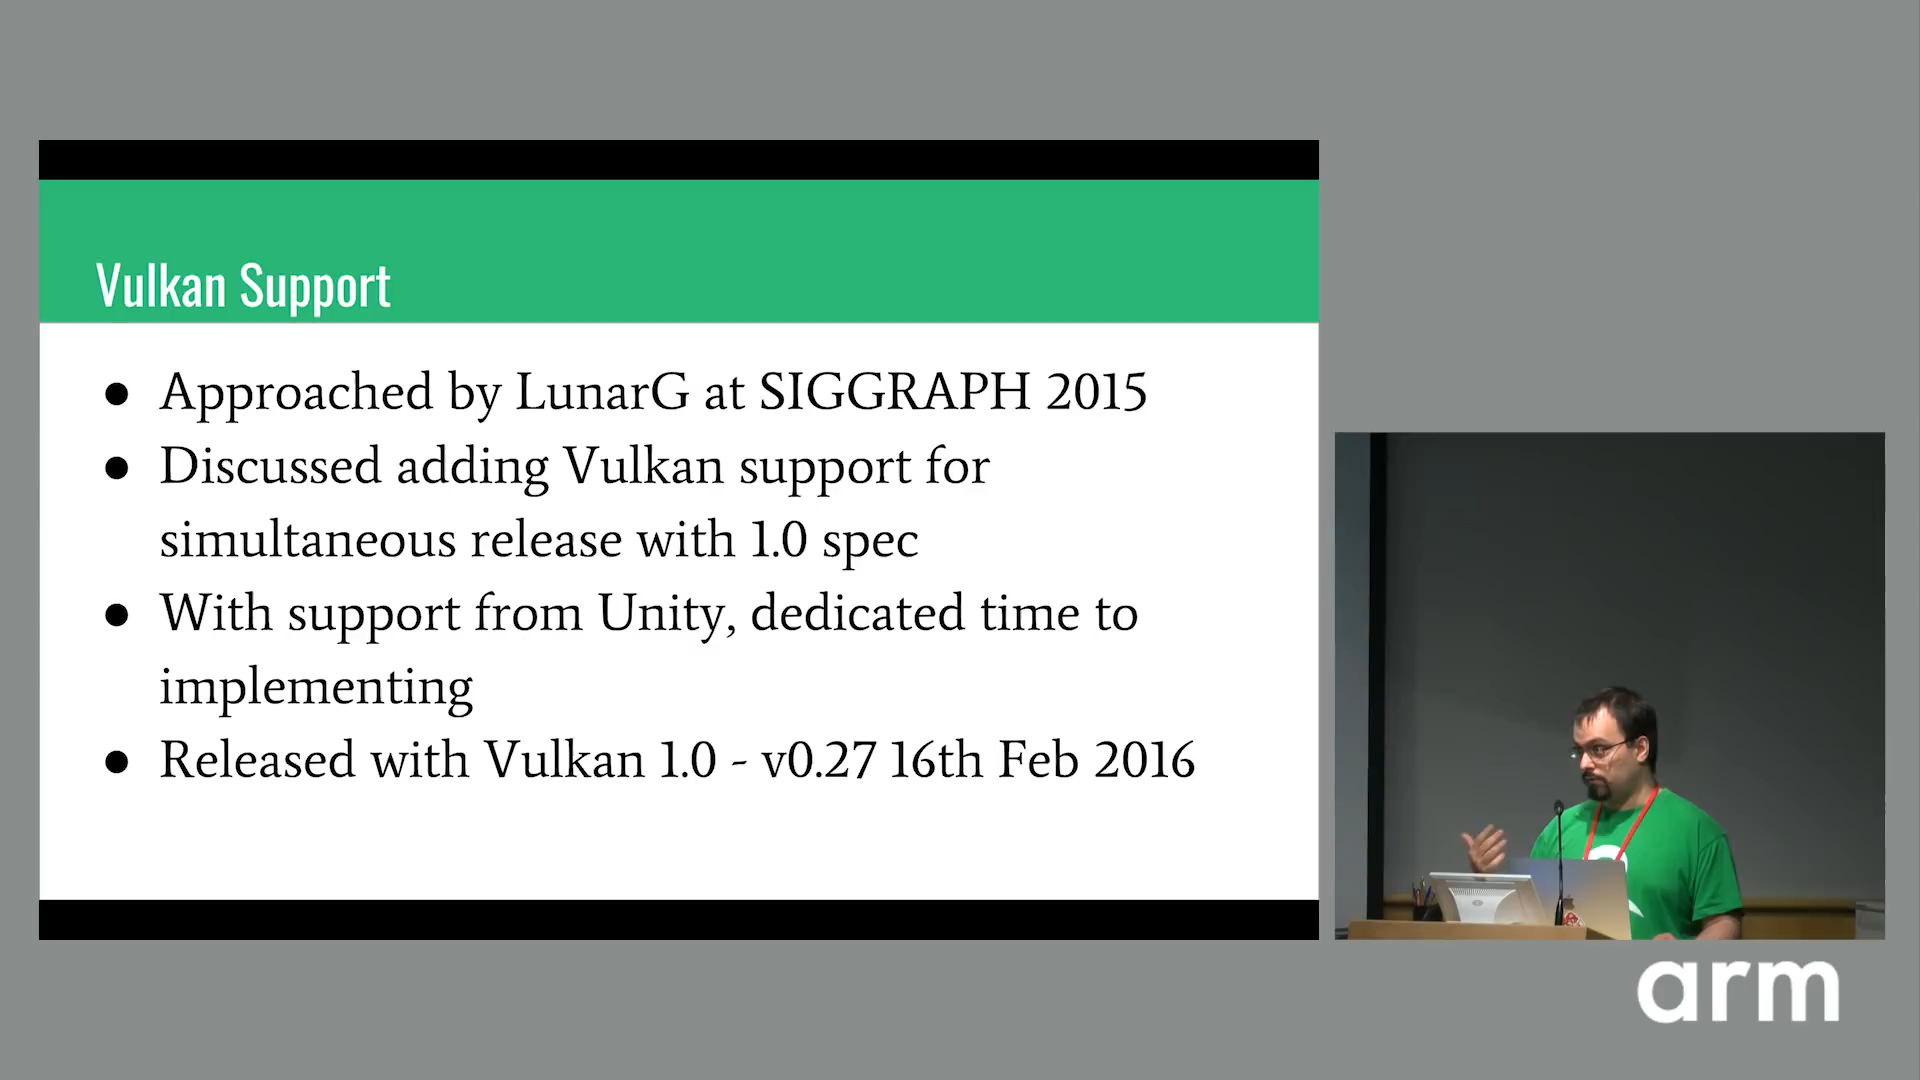 Vulkan Support
● Approached by LunarG at SIGGRAPH 2015
● Discussed adding Vulkan support for
simultaneous release with 1.0 spec
● With support from Unity, dedicated time to
implementing
● Released with Vulkan 1.0 - v0.27 16th Feb 2016
arm